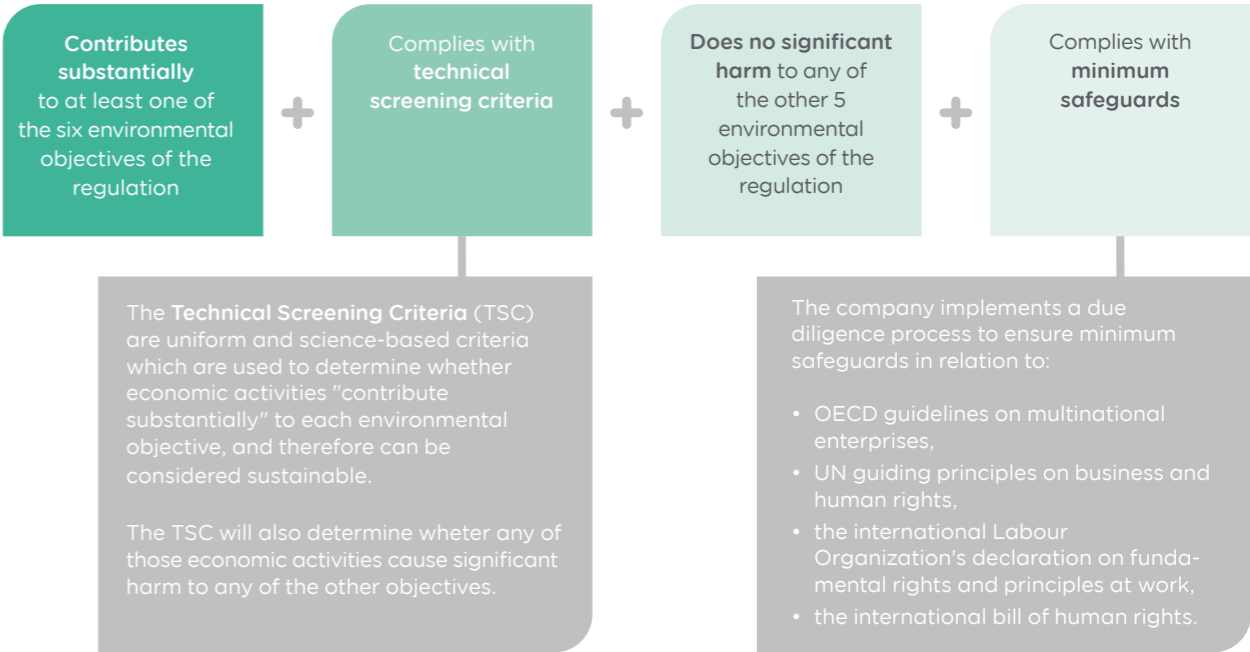 Contributes
substantially
to at least one of
the six environmental
objectives of the
regulation
+
Complies with
technical
screening criteria
+
Does no significant
harm to any of
the other 5
environmental
objectives of the
regulation
+
Complies with
minimum
safeguards
The Technical Screening Criteria (TSC)
are uniform and science-based criteria
which are used to determine whether
economic activities "contribute
substantially" to each environmental
objective, and therefore can be
considered sustainable.
The TSC will also determine wheter any of
those economic activities cause significant
harm to any of the other objectives.
The company implements a due
diligence process to ensure minimum
safeguards in relation to:
• OECD guidelines on multinational
enterprises,
• UN guiding principles on business and
human rights,
• the international Labour
Organization's declaration on funda-
mental rights and principles at work,
• the international bill of human rights.